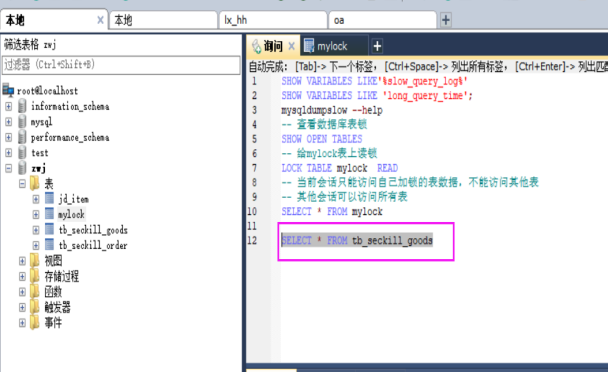 本地
本地
lx_hh
oa
筛选表格 zwj
过滤器 (Ctrl+Shift+B)
root@localhost
information_schema
mysql
performance_schema
test
zwj
表
jd_item
mylock
tb_seckill_goods
tb_seckill_order
视图
存储过程
函数
触发器
事件
询问
mylock
自动完成: [Tab]-> 下一个标签, [Ctrl+Space]-> 列出所有标签, [Ctrl+Enter]-> 列出匹配
1 SHOW VARIABLES LIKE'%slow_query_log%'
2 SHOW VARIABLES LIKE 'long_query_time';
3 mysqldumpslow --help
4 -- 查看数据库表锁
5 SHOW OPEN TABLES
6 -- 给mylock表上读锁
7 LOCK TABLE mylock READ
8 -- 当前会话只能访问自己加锁的表数据, 不能访问其他表
9 -- 其他会话可以访问所有表
10 SELECT * FROM mylock
11
12 SELECT * FROM tb_seckill_goods